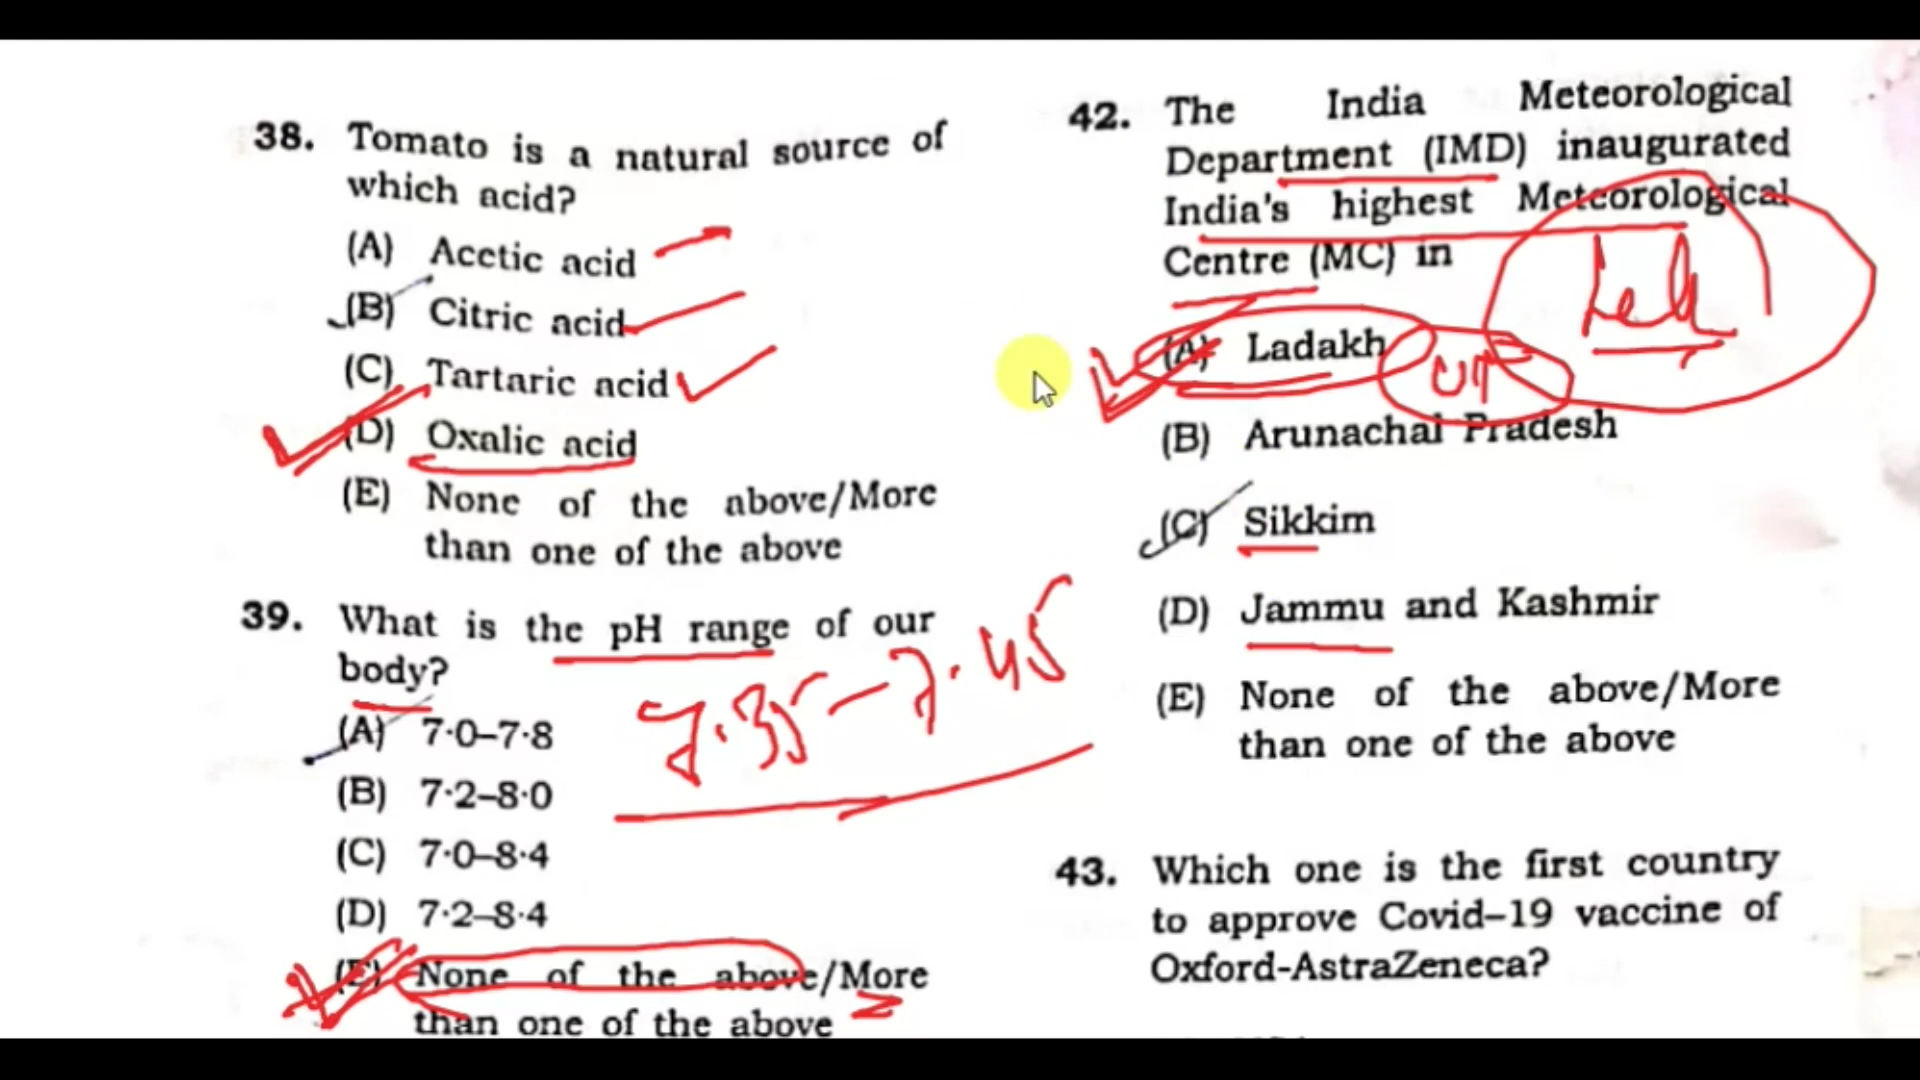 38. Tomato is a natural source of
which acid?
(A) Acetic acid
(B) Citric acid
(C) Tartaric acid
(D) Oxalic acid
(E) None of the above/More
than one of the above
39. What is the pH range of our
body?
7.35-7.45
(A) 7·0–7·8
(B) 7·2–8·0
(C) 7·0–8·4
(D) 7·2–8·4
(E) None of the above/More
than one of the above
42. The India Meteorological
Department (IMD) inaugurated
India's highest Meteorological
Centre (MC) in
Leh
(A) Ladakh
UT
(B) Arunachal Pradesh
(C) Sikkim
(D) Jammu and Kashmir
(E) None of the above/More
than one of the above
43. Which one is the first country
to approve Covid–19 vaccine of
Oxford-AstraZeneca?